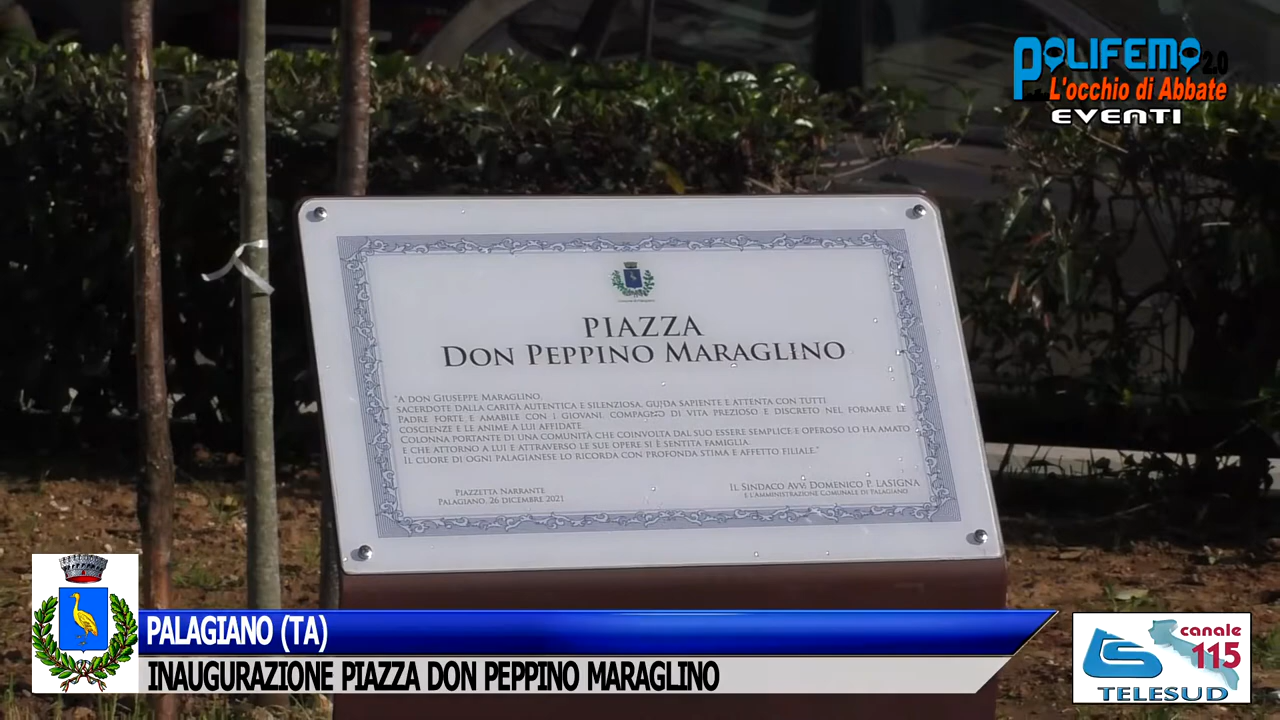 POLIFEMO 2.0
L'occhio di Abbate
EVENTI
PIAZZA
DON PEPPINO MARAGLINO
"A DON GIUSEPPE MARAGLINO,
SACERDOTE DALLA CARITÀ AUTENTICA E SILENZIOSA, GUIDA SAPIENTE E ATTENTA CON TUTTI
PADRE FORTE E AMABILE CON I GIOVANI, COMPAGNO DI VITA PREZIOSO E DISCRETO NEL FORMARE LE
COSCIENZE E LE ANIME A LUI AFFIDATE
COLONNA PORTANTE DI UNA COMUNITÀ CHE COINVOLTA DAL SUO ESSERE SEMPLICE E OPEROSO LO HA AMATO
E CHE ATTORNO A LUI E ATTRAVERSO LE SUE OPERE SI È SENTITA FAMIGLIA.
IL CUORE DI OGNI PALAGIANESE LO RICORDA CON PROFONDA STIMA E AFFETTO FILIALE."
PIAZZETTA NARRANTE
PALAGIANO, 26 DICEMBRE 2021
IL SINDACO AVV. DOMENICO P. LASIGNA
E L'AMMINISTRAZIONE COMUNALE DI PALAGIANO
PALAGIANO (TA)
INAUGURAZIONE PIAZZA DON PEPPINO MARAGLINO
canale
115
TELESUD